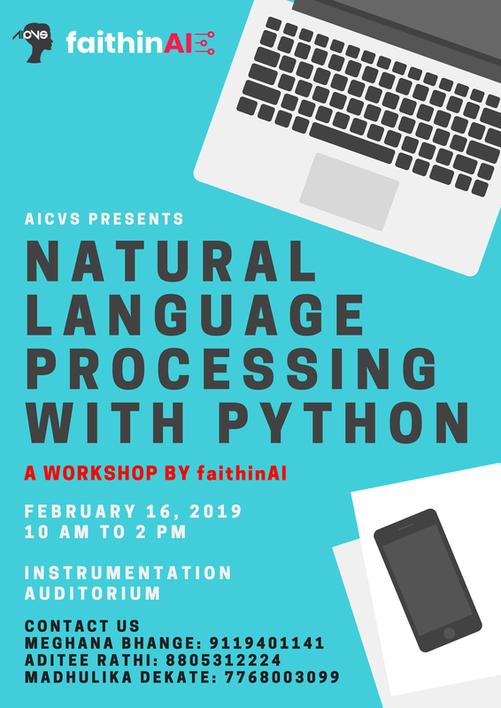 AICVS
faithinAI
AICVS PRESENTS
NATURAL
LANGUAGE
PROCESSING
WITH PYTHON
A WORKSHOP BY faithinAI
FEBRUARY 16, 2019
10 AM TO 2 PM
INSTRUMENTATION
AUDITORIUM
CONTACT US
MEGHANA BHANGE: 9119401141
ADITEE RATHI: 8805312224
MADHULIKA DEKATE: 7768003099